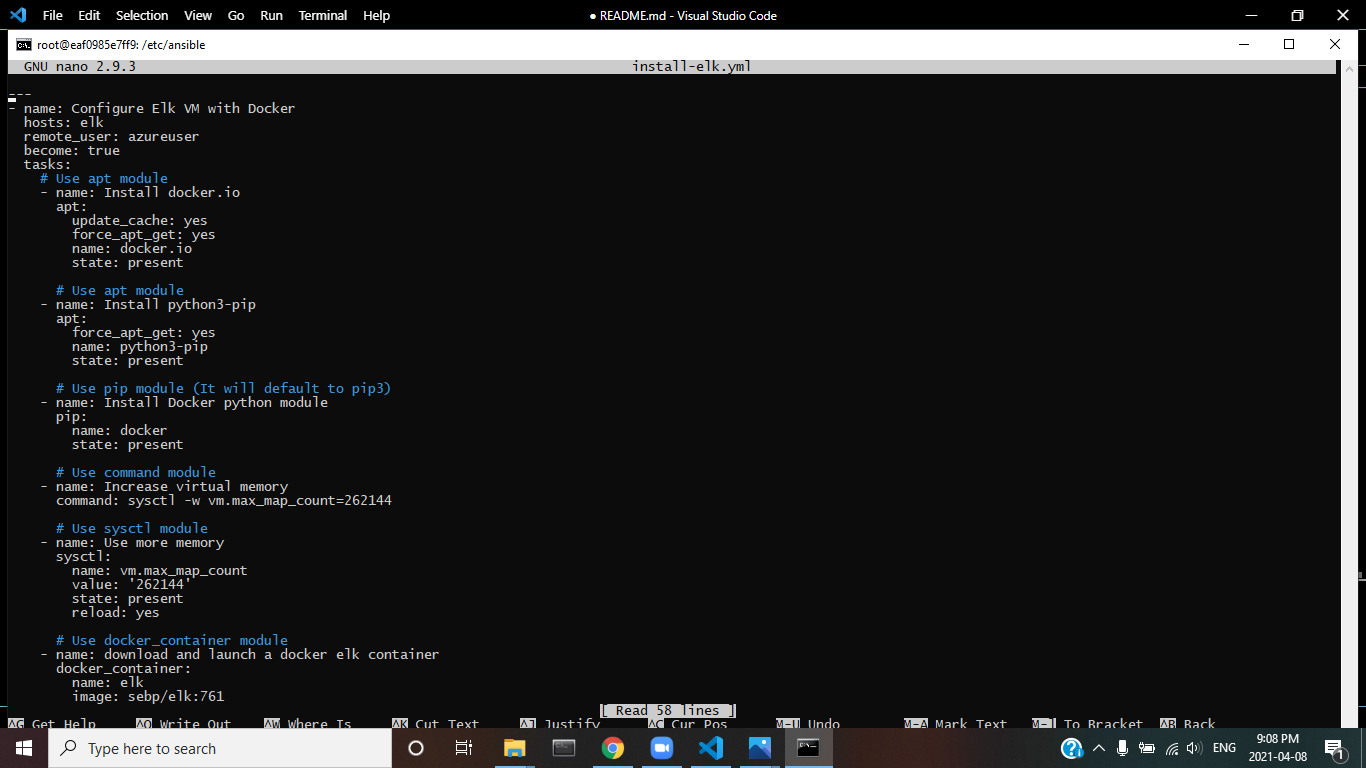 File Edit Selection View Go Run Terminal Help ● README.md - Visual Studio Code
root@eaf0985e7ff9: /etc/ansible
GNU nano 2.9.3 install-elk.yml
---
- name: Configure Elk VM with Docker
hosts: elk
remote_user: azureuser
become: true
tasks:
# Use apt module
- name: Install docker.io
apt:
update_cache: yes
force_apt_get: yes
name: docker.io
state: present
# Use apt module
- name: Install python3-pip
apt:
force_apt_get: yes
name: python3-pip
state: present
# Use pip module (It will default to pip3)
- name: Install Docker python module
pip:
name: docker
state: present
# Use command module
- name: Increase virtual memory
command: sysctl -w vm.max_map_count=262144
# Use sysctl module
- name: Use more memory
sysctl:
name: vm.max_map_count
value: '262144'
state: present
reload: yes
# Use docker_container module
- name: download and launch a docker elk container
docker_container:
name: elk
image: sebp/elk:761
[ Read 58 lines ]
^G Get Help ^O Write Out ^W Where Is ^K Cut Text ^J Justify ^C Cur Pos M-U Undo M-A Mark Text M-] To Bracket ^B Back
Type here to search
ENG
9:08 PM
2021-04-08
1